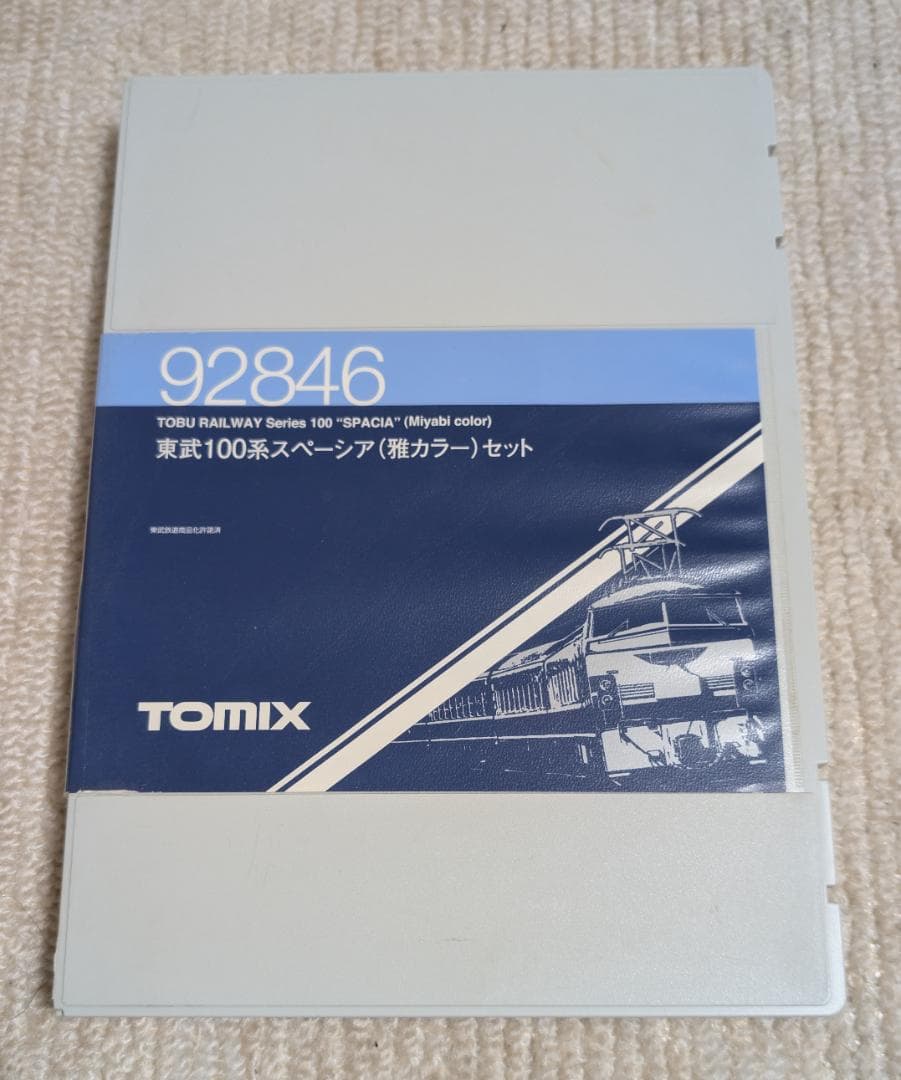 92846
TOBU RAILWAY Series 100 "SPACIA" (Miyabi color)
東武100系スペーシア(雅カラー)セット
東武鉄道商品化許諾済
TOMIX